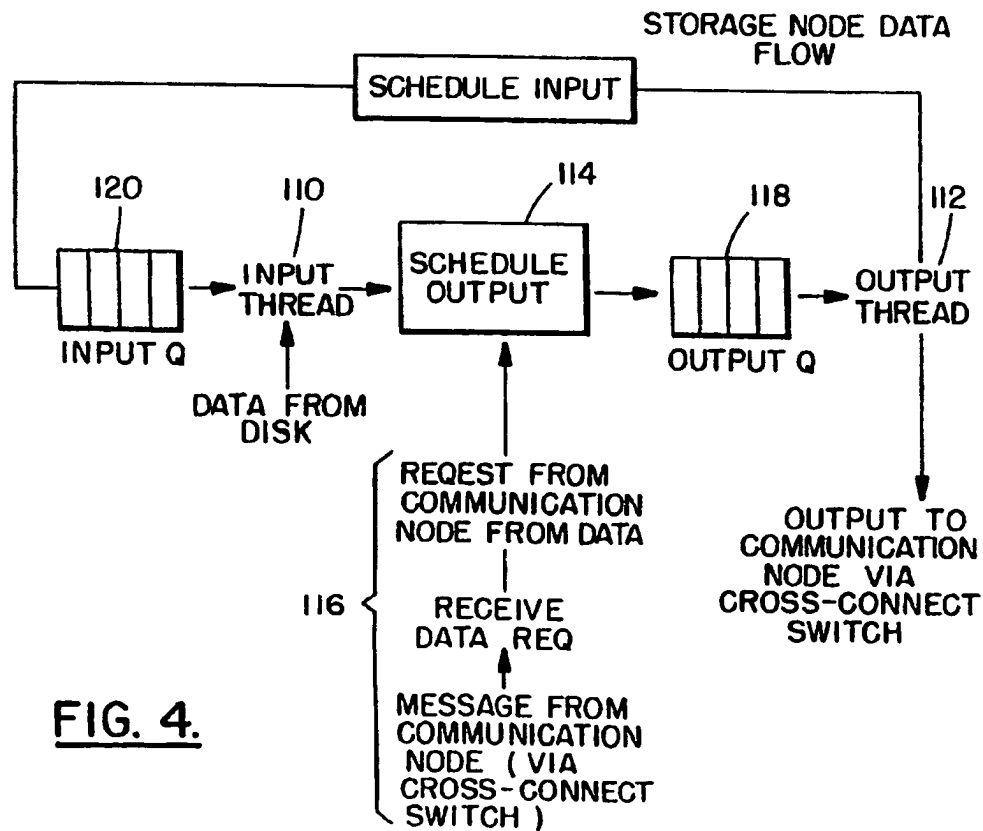 STORAGE NODE DATA
FLOW
SCHEDULE INPUT
120
110
114
118
112
INPUT
THREAD
SCHEDULE
OUTPUT
OUTPUT
THREAD
INPUT Q
OUTPUT Q
DATA FROM
DISK
REQEST FROM
COMMUNICATION
NODE FROM DATA
OUTPUT TO
COMMUNICATION
NODE VIA
CROSS-CONNECT
SWITCH
116
RECEIVE
DATA REQ
MESSAGE FROM
COMMUNICATION
NODE ( VIA
CROSS-CONNECT
SWITCH )
FIG. 4.